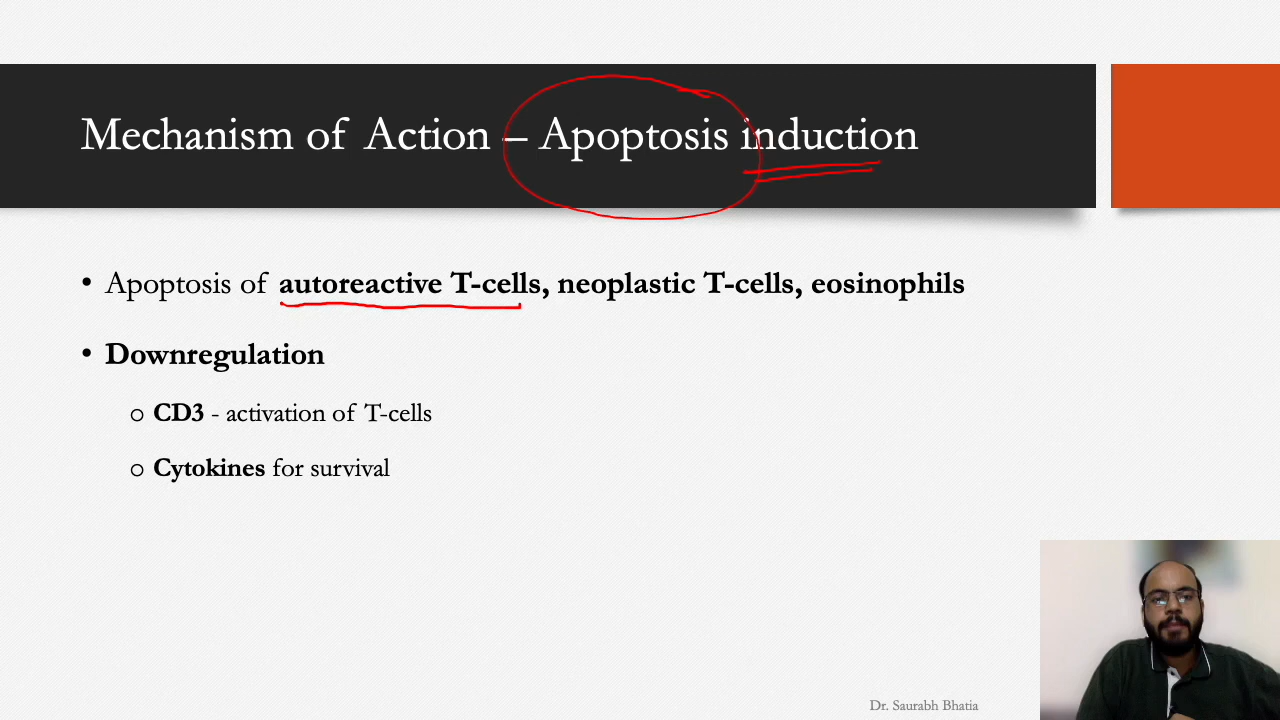 Mechanism of Action – Apoptosis induction
• Apoptosis of autoreactive T-cells, neoplastic T-cells, eosinophils
• Downregulation
o CD3 - activation of T-cells
o Cytokines for survival
Dr. Saurabh Bhatia